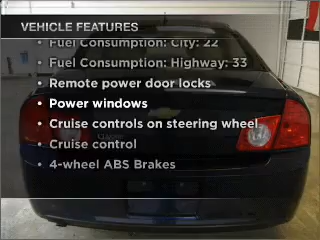 VEHICLE FEATURES
• Fuel Consumption: City: 22
• Fuel Consumption: Highway: 33
• Remote power door locks
• Power windows
• Cruise controls on steering wheel
• Cruise control
• 4-wheel ABS Brakes